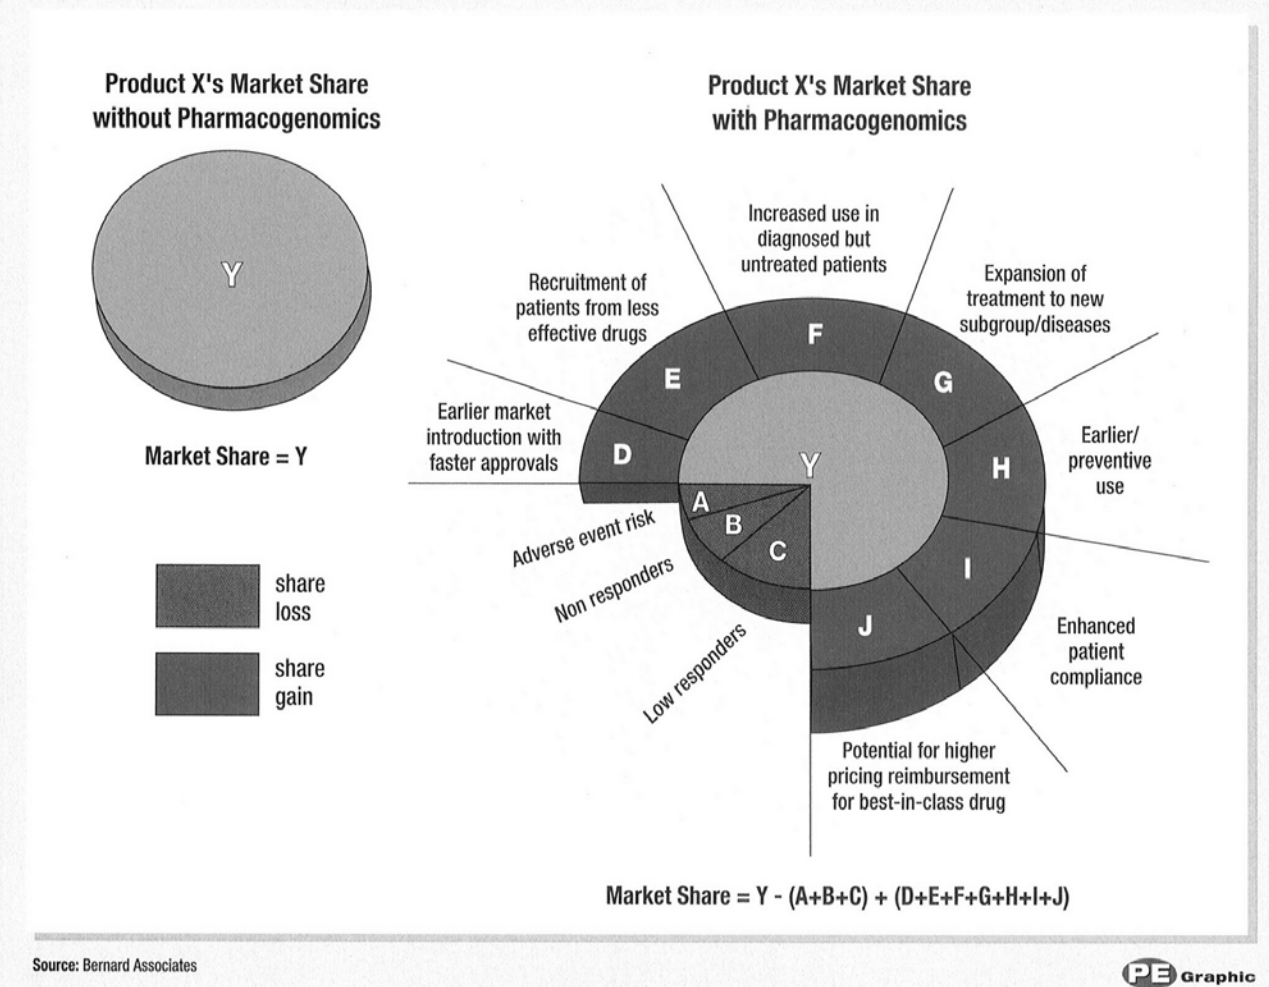 Product X's Market Share
without Pharmacogenomics
Y
Market Share = Y
share
loss
share
gain
Product X's Market Share
with Pharmacogenomics
Increased use in
diagnosed but
untreated patients
Recruitment of
patients from less
effective drugs
Expansion of
treatment to new
subgroup/diseases
Earlier market
introduction with
faster approvals
Earlier/
preventive
use
F
E
G
D
Y
H
A
B
C
I
J
Adverse event risk
Non responders
Low responders
Enhanced
patient
compliance
Potential for higher
pricing reimbursement
for best-in-class drug
Market Share = Y - (A+B+C) + (D+E+F+G+H+I+J)
Source: Bernard Associates
PE Graphic